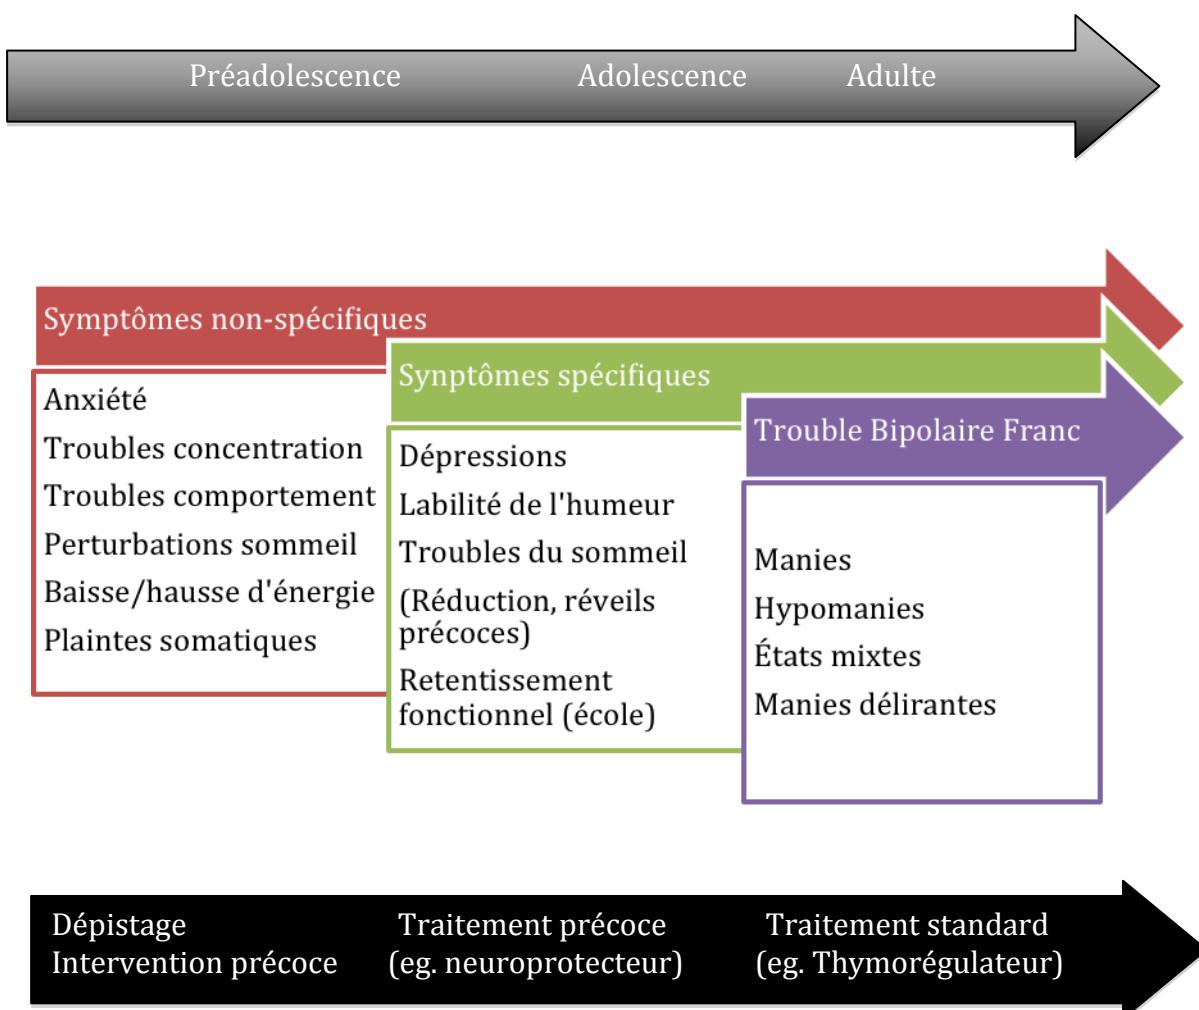 Préadolescence Adolescence Adulte
Symptômes non-spécifiques
Anxiété
Troubles concentration
Troubles comportement
Perturbations sommeil
Baisse/hausse d'énergie
Plaintes somatiques
Synptômes spécifiques
Dépressions
Labilité de l'humeur
Troubles du sommeil
(Réduction, réveils
précoces)
Retentissement
fonctionnel (école)
Trouble Bipolaire Franc
Manies
Hypomanies
États mixtes
Manies délirantes
Dépistage
Intervention précoce
Traitement précoce
(eg. neuroprotecteur)
Traitement standard
(eg. Thymorégulateur)